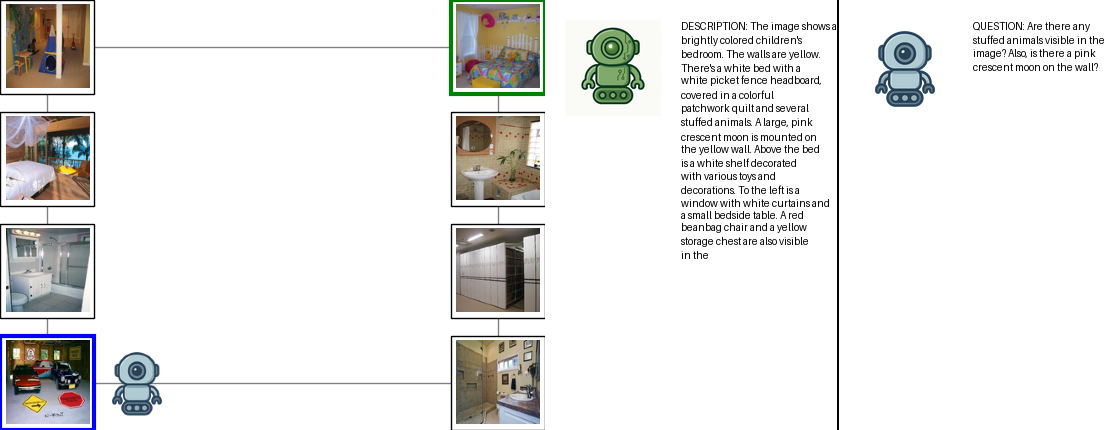 DESCRIPTION: The image shows a
brightly colored children's
bedroom. The walls are yellow.
There's a white bed with a
white picket fence headboard,
covered in a colorful
patchwork quilt and several
stuffed animals. A large, pink
crescent moon is mounted on
the yellow wall. Above the bed
is a white shelf decorated
with various toys and
decorations. To the left is a
window with white curtains and
a small bedside table. A red
beanbag chair and a yellow
storage chest are also visible
in the
QUESTION: Are there any
stuffed animals visible in the
image? Also, is there a pink
crescent moon on the wall?